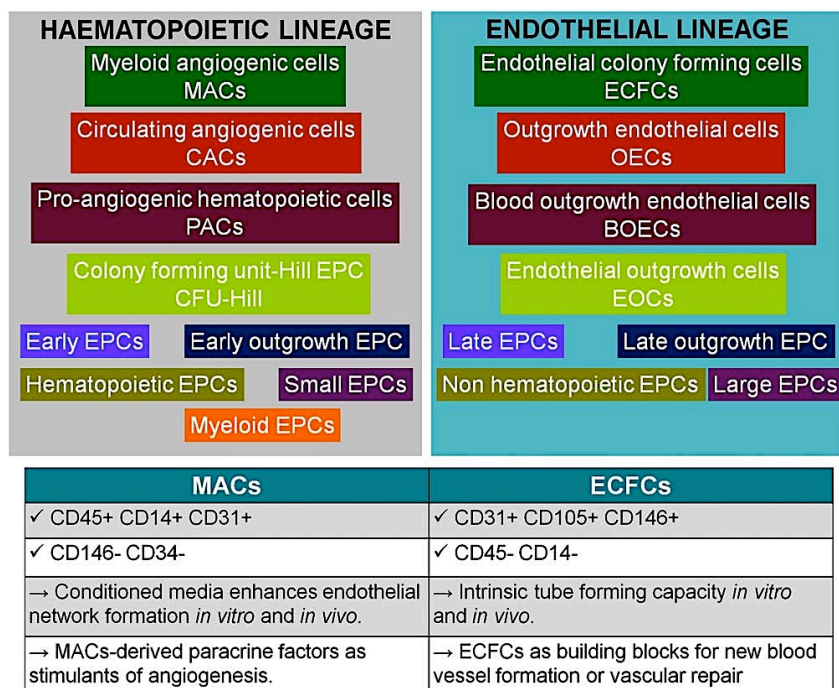 HAEMATOPOIETIC LINEAGE
Myeloid angiogenic cells
MACs
Circulating angiogenic cells
CACs
Pro-angiogenic hematopoietic cells
PACs
Colony forming unit-Hill EPC
CFU-Hill
Early EPCs
Early outgrowth EPC
Hematopoietic EPCs
Small EPCs
Myeloid EPCs
ENDOTHELIAL LINEAGE
Endothelial colony forming cells
ECFCs
Outgrowth endothelial cells
OECs
Blood outgrowth endothelial cells
BOECs
Endothelial outgrowth cells
EOCs
Late EPCs
Late outgrowth EPC
Non hematopoietic EPCs
Large EPCs
MACs
ECFCs
✓ CD45+ CD14+ CD31+
✓ CD31+ CD105+ CD146+
✓ CD146- CD34-
✓ CD45- CD14-
→ Conditioned media enhances endothelial
network formation in vitro and in vivo.
→ Intrinsic tube forming capacity in vitro
and in vivo.
→ MACs-derived paracrine factors as
stimulants of angiogenesis.
→ ECFCs as building blocks for new blood
vessel formation or vascular repair